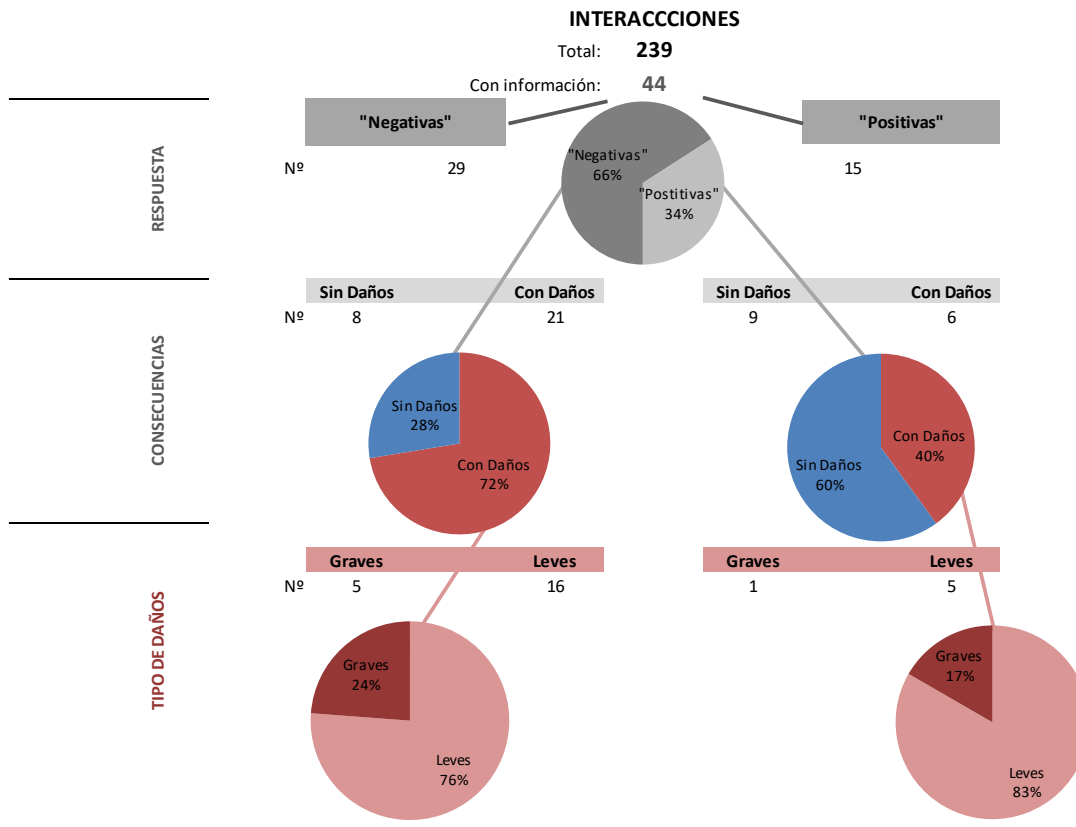 INTERACCCIONES
Total: 239
Con información: 44
"Negativas"
"Positivas"
RESPUESTA
Nº 29 15
"Negativas"
66%
"Postitivas"
34%
Sin Daños Con Daños Sin Daños Con Daños
CONSECUENCIAS
Nº 8 21 9 6
Sin Daños
28%
Con Daños
72%
Con Daños
40%
Sin Daños
60%
Graves Leves Graves Leves
TIPO DE DAÑOS
Nº 5 16 1 5
Graves
24%
Leves
76%
Graves
17%
Leves
83%